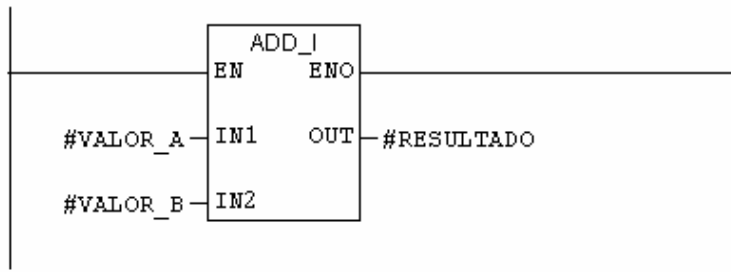 ADD_I
EN ENO
#VALOR_A IN1 OUT #RESULTADO
#VALOR_B IN2